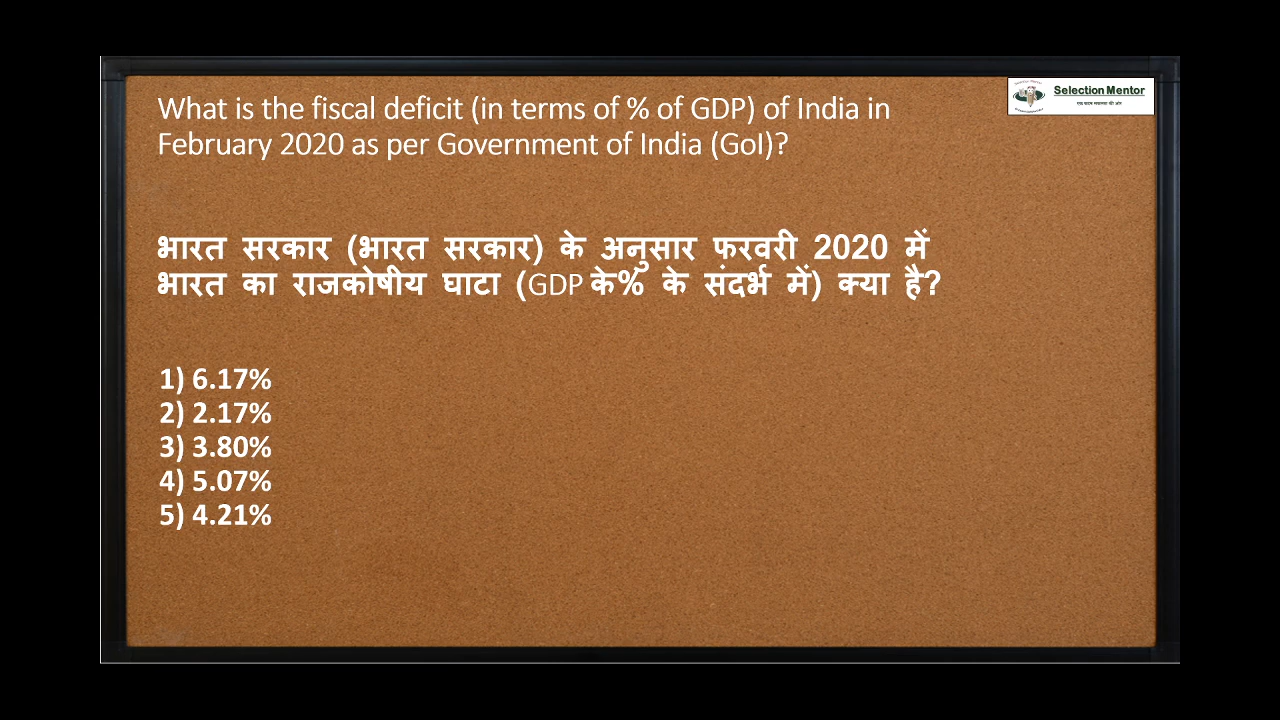 What is the fiscal deficit (in terms of % of GDP) of India in
February 2020 as per Government of India (GoI)?
Selection Mentor
भारत सरकार (भारत सरकार) के अनुसार फरवरी 2020 में
भारत का राजकोषीय घाटा (GDP के% के संदर्भ में) क्या है?
1) 6.17%
2) 2.17%
3) 3.80%
4) 5.07%
5) 4.21%